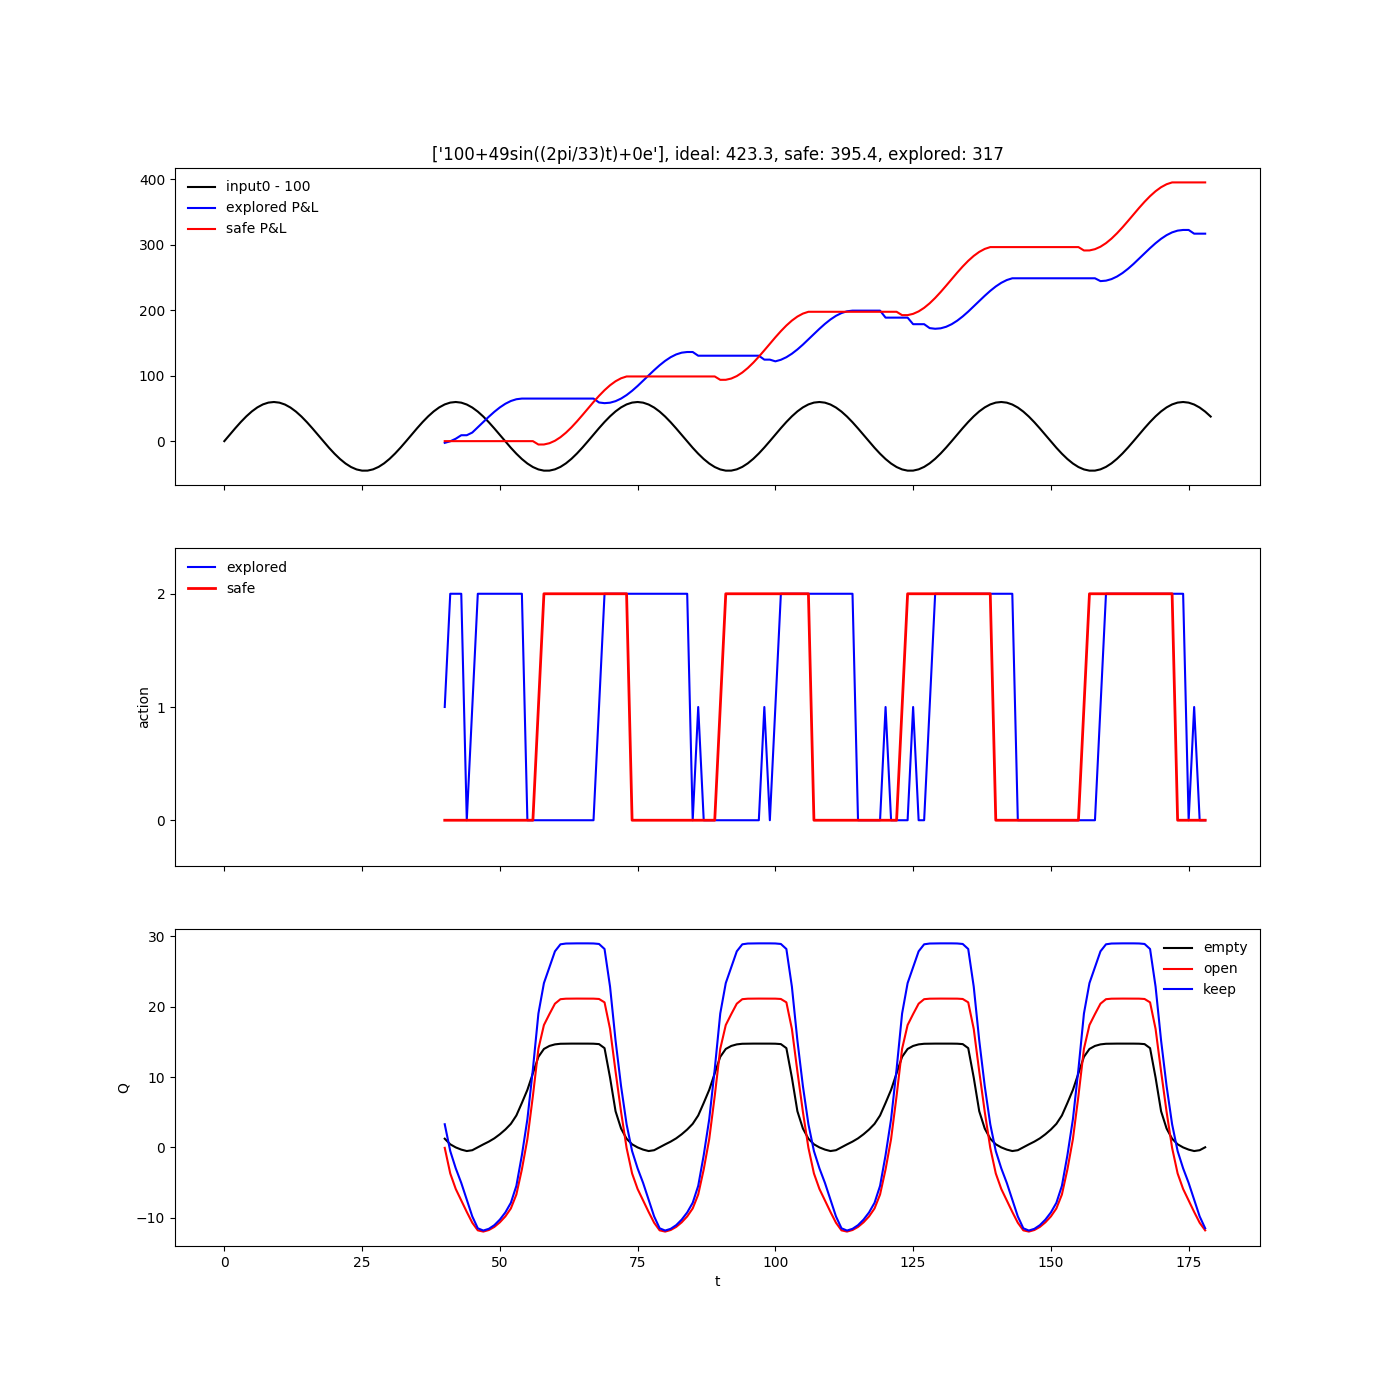 ['100+49sin((2pi/33)t)+0e'], ideal: 423.3, safe: 395.4, explored: 317
400
300
200
100
0
input0 - 100
explored P&L
safe P&L
action
2
1
0
explored
safe
Q
30
20
10
0
−10
empty
open
keep
0 25 50 75 100 125 150 175
t